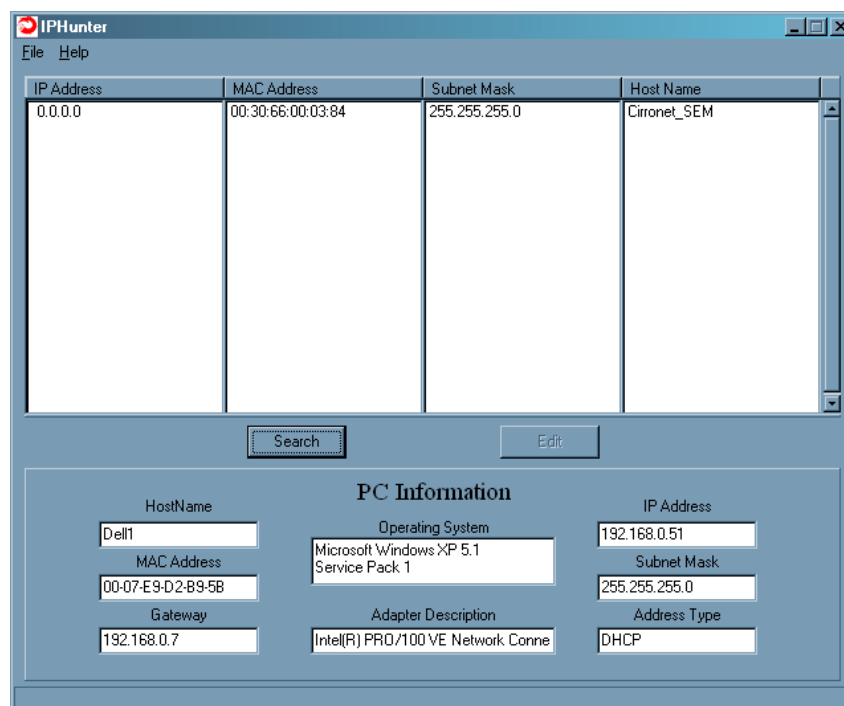 IPHunter
File Help
IP Address MAC Address Subnet Mask Host Name
0.0.0.0 00:30:66:00:03:84 255.255.255.0 Cirronet_SEM
Search Edit
PC Information
HostName
Dell1
MAC Address
00-07-E9-D2-B9-5B
Gateway
192.168.0.7
Operating System
Microsoft Windows XP 5.1
Service Pack 1
Adapter Description
Intel(R) PRO/100 VE Network Conne
IP Address
192.168.0.51
Subnet Mask
255.255.255.0
Address Type
DHCP